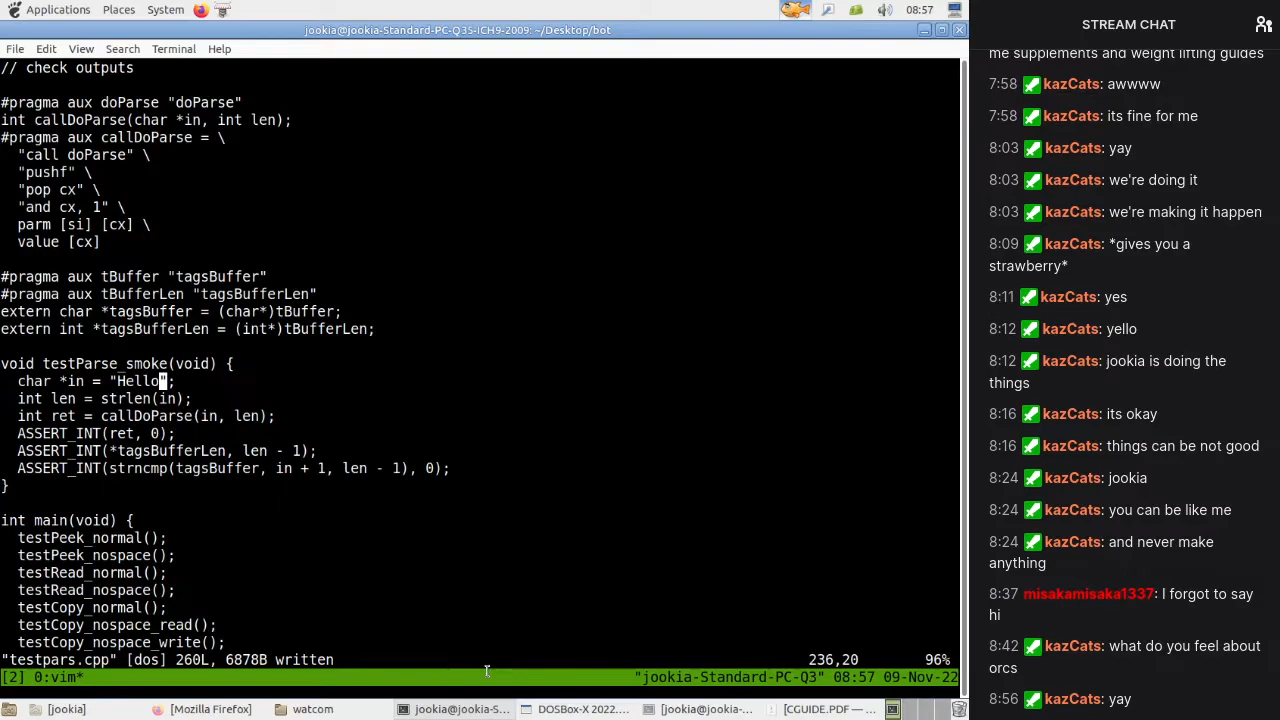 Applications Places System 08:57
jookia@jookia-Standard-PC-Q35-ICH9-2009: ~/Desktop/bot
File Edit View Search Terminal Help
// check outputs
#pragma aux doParse "doParse"
int callDoParse(char *in, int len);
#pragma aux callDoParse = \
"call doParse" \
"pushf" \
"pop cx" \
"and cx, 1" \
parm [si] [cx] \
value [cx]
#pragma aux tBuffer "tagsBuffer"
#pragma aux tBufferLen "tagsBufferLen"
extern char *tagsBuffer = (char*)tBuffer;
extern int *tagsBufferLen = (int*)tBufferLen;
void testParse_smoke(void) {
char *in = "Hello";
int len = strlen(in);
int ret = callDoParse(in, len);
ASSERT_INT(ret, 0);
ASSERT_INT(*tagsBufferLen, len - 1);
ASSERT_INT(strncmp(tagsBuffer, in + 1, len - 1), 0);
}
int main(void) {
testPeek_normal();
testPeek_nospace();
testRead_normal();
testRead_nospace();
testCopy_normal();
testCopy_nospace_read();
testCopy_nospace_write();
"testpars.cpp" [dos] 260L, 6878B written 236,20 96%
[2] 0:vim* "jookia-Standard-PC-Q3" 08:57 09-Nov-22
[jookia] [Mozilla Firefox] watcom jookia@jookia-S... DOSBox-X 2022.... [jookia@jookia-... [CGUIDE.PDF — ...
STREAM CHAT
me supplements and weight lifting guides
7:58 kazCats: awwww
7:58 kazCats: its fine for me
8:03 kazCats: yay
8:03 kazCats: we're doing it
8:03 kazCats: we're making it happen
8:09 kazCats: *gives you a
strawberry*
8:11 kazCats: yes
8:12 kazCats: yello
8:12 kazCats: jookia is doing the
things
8:16 kazCats: its okay
8:16 kazCats: things can be not good
8:24 kazCats: jookia
8:24 kazCats: you can be like me
8:24 kazCats: and never make
anything
8:37 misakamisaka1337: I forgot to say
hi
8:42 kazCats: what do you feel about
orcs
8:56 kazCats: yay